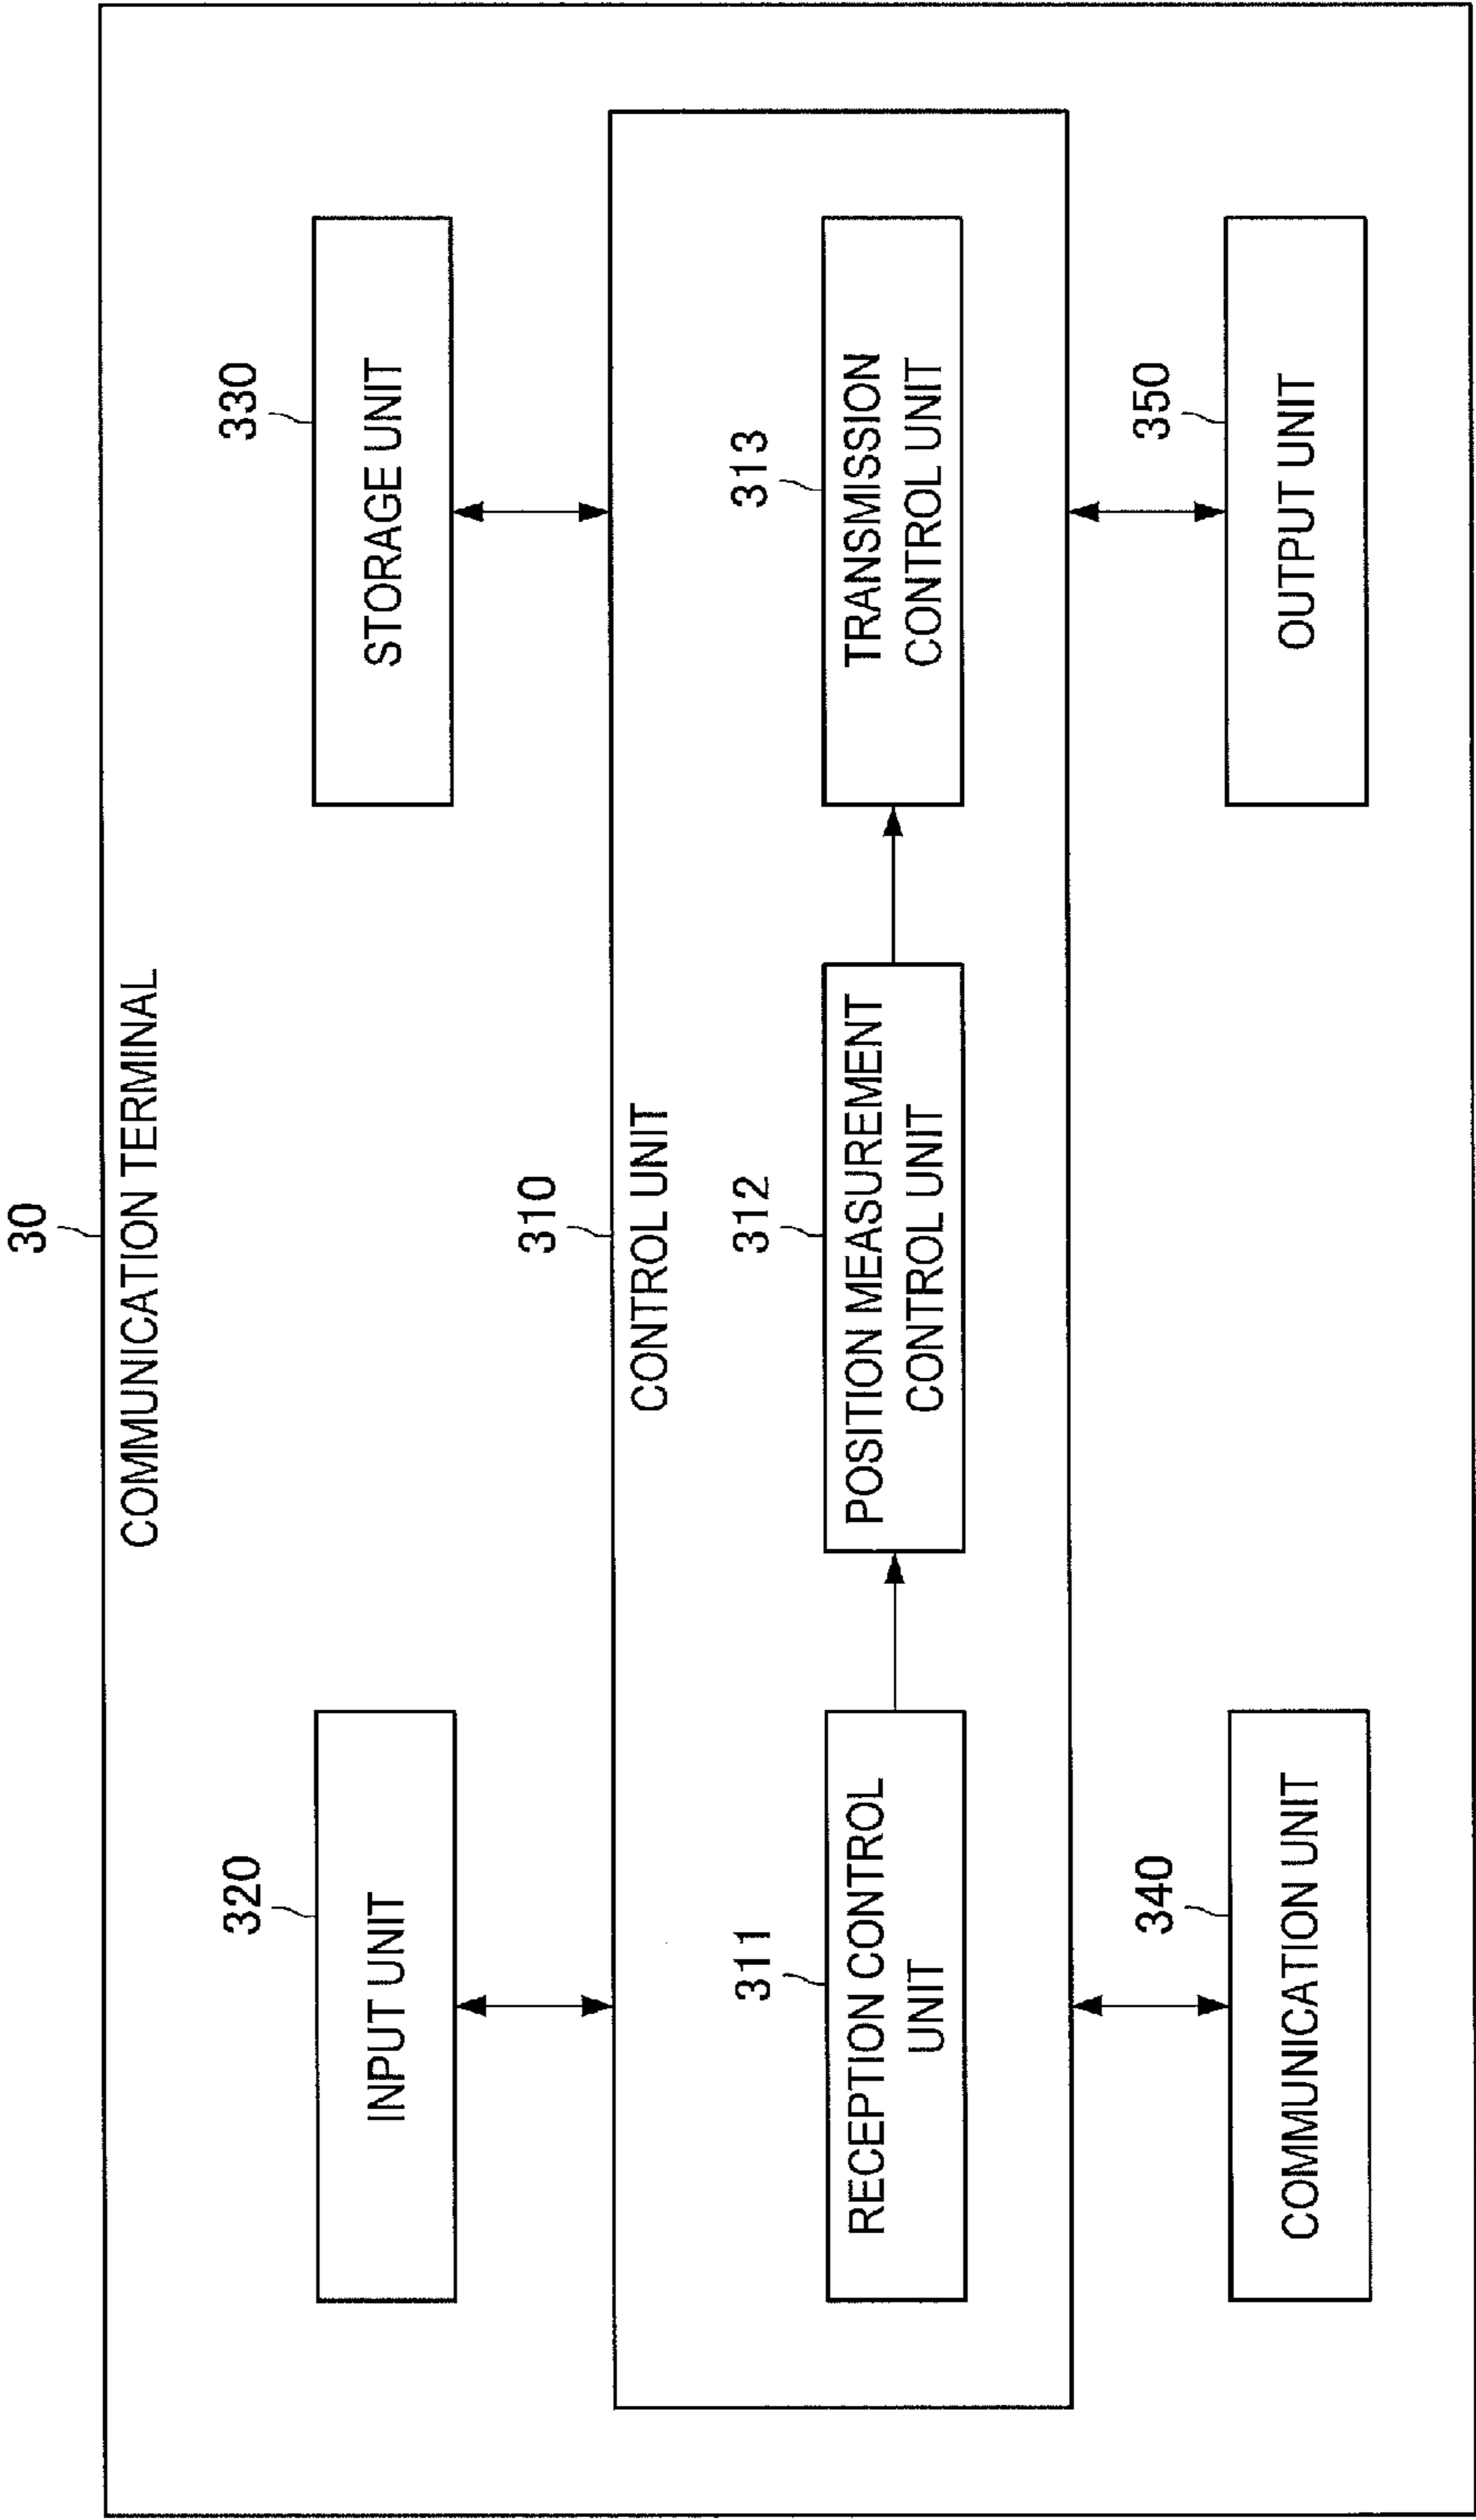 30
COMMUNICATION TERMINAL
320
INPUT UNIT
330
STORAGE UNIT
310
CONTROL UNIT
311
RECEPTION CONTROL
UNIT
312
POSITION MEASUREMENT
CONTROL UNIT
313
TRANSMISSION
CONTROL UNIT
340
COMMUNICATION UNIT
350
OUTPUT UNIT